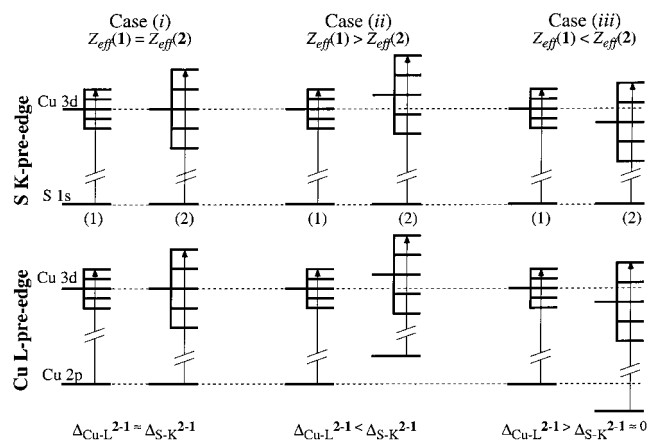 Case (i) Case (ii) Case (iii)
Z_eff(1) = Z_eff(2) Z_eff(1) > Z_eff(2) Z_eff(1) < Z_eff(2)
S K-pre-edge
Cu 3d
S 1s
(1) (2) (1) (2) (1) (2)
Cu L-pre-edge
Cu 3d
Cu 2p
Δ_Cu-L^2-1 ≈ Δ_S-K^2-1 Δ_Cu-L^2-1 < Δ_S-K^2-1 Δ_Cu-L^2-1 > Δ_S-K^2-1 ≈ 0